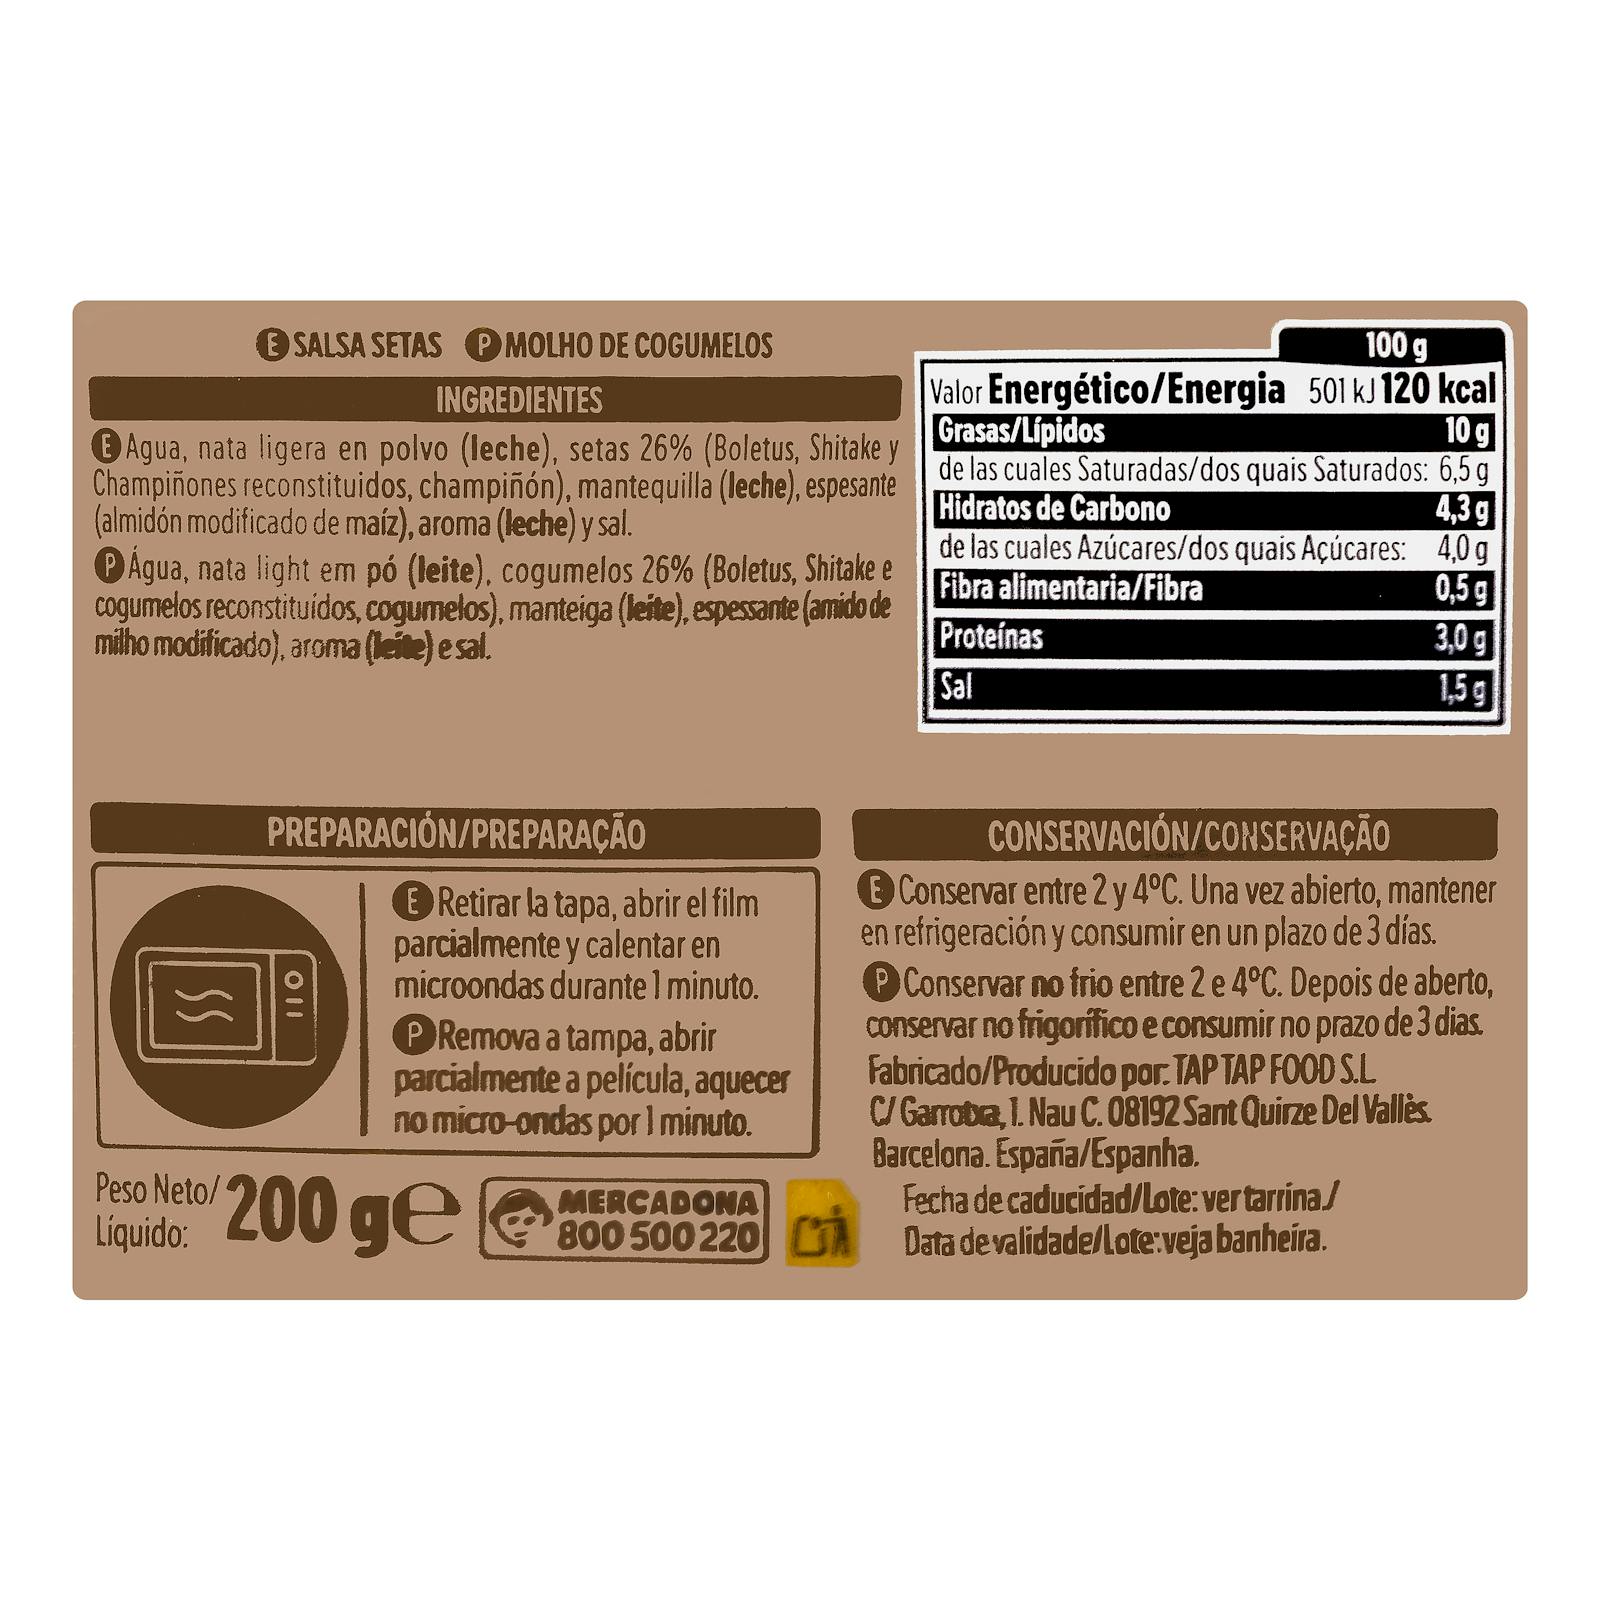 E SALSA SETAS P MOLHO DE COGUMELOS
INGREDIENTES
E Agua, nata ligera en polvo (leche), setas 26% (Boletus, Shitake y
Champiñones reconstituidos, champiñón), mantequilla (leche), espesante
(almidón modificado de maíz), aroma (leche) y sal.
P Água, nata light em pó (leite), cogumelos 26% (Boletus, Shitake e
cogumelos reconstituídos, cogumelos), manteiga (leite), espessante (amido de
milho modificado), aroma (leite) e sal.
100 g
Valor Energético/Energia 501 kJ 120 kcal
Grasas/Lípidos 10 g
de las cuales Saturadas/dos quais Saturados: 6,5 g
Hidratos de Carbono 4,3 g
de las cuales Azúcares/dos quais Açúcares: 4,0 g
Fibra alimentaria/Fibra 0,5 g
Proteínas 3,0 g
Sal 1,5 g
PREPARACIÓN/PREPARAÇÃO
E Retirar la tapa, abrir el film
parcialmente y calentar en
microondas durante 1 minuto.
P Remova a tampa, abrir
parcialmente a película, aquecer
no micro-ondas por 1 minuto.
Peso Neto/
Líquido:
200 g e
MERCADONA
800 500 220
CONSERVACIÓN/CONSERVAÇÃO
E Conservar entre 2 y 4ºC. Una vez abierto, mantener
en refrigeración y consumir en un plazo de 3 días.
P Conservar no frio entre 2 e 4ºC. Depois de aberto,
conservar no frigorífico e consumir no prazo de 3 dias.
Fabricado/Producido por: TAP TAP FOOD S.L
C/ Garrotxa, 1. Nau C. 08192 Sant Quirze Del Vallès.
Barcelona. España/Espanha.
Fecha de caducidad/Lote: ver tarrina./
Data de validade/Lote: veja banheira.